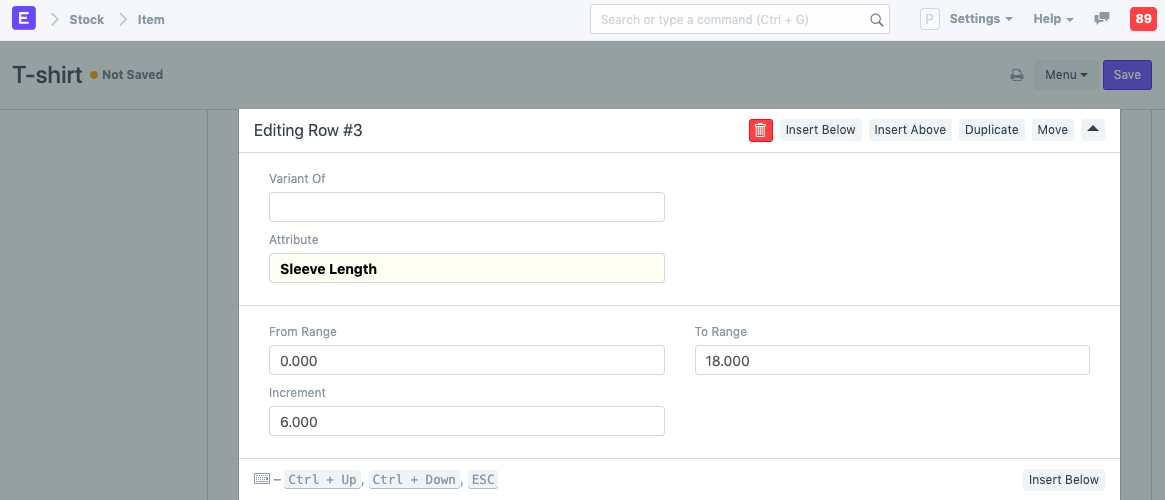 E Stock Item Search or type a command (Ctrl + G) P Settings Help 89
T-shirt Not Saved Menu Save
Editing Row #3 Insert Below Insert Above Duplicate Move
Variant Of
Attribute
Sleeve Length
From Range To Range
0.000 18.000
Increment
6.000
– Ctrl + Up, Ctrl + Down, ESC Insert Below